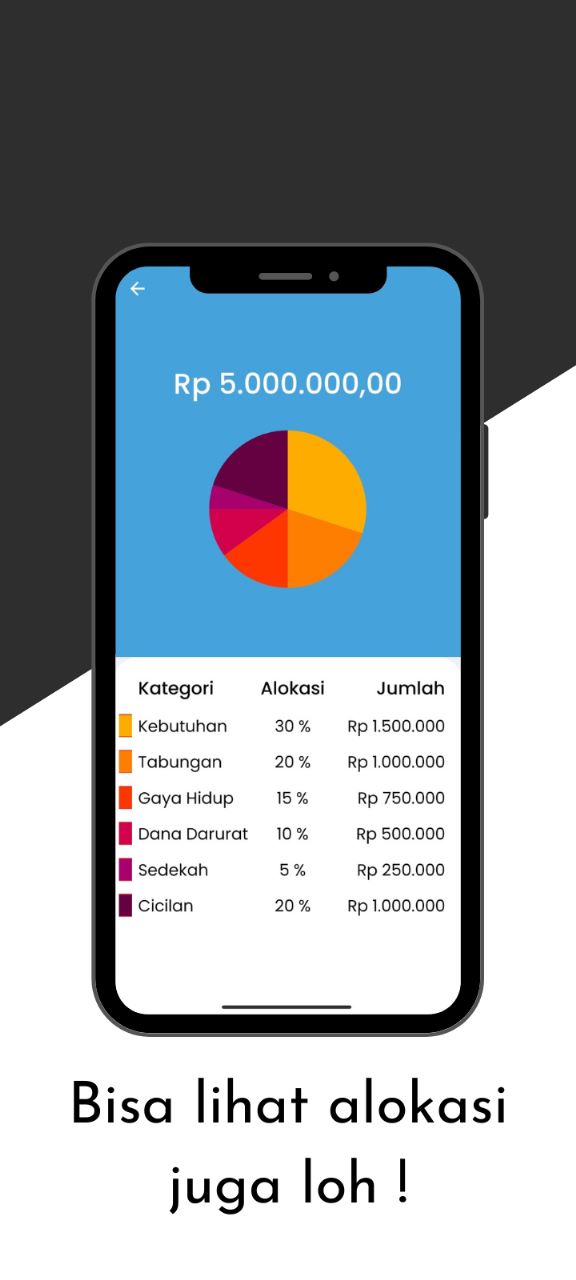 Rp 5.000.000,00
Kategori Alokasi Jumlah
Kebutuhan 30 % Rp 1.500.000
Tabungan 20 % Rp 1.000.000
Gaya Hidup 15 % Rp 750.000
Dana Darurat 10 % Rp 500.000
Sedekah 5 % Rp 250.000
Cicilan 20 % Rp 1.000.000
Bisa lihat alokasi
juga loh !